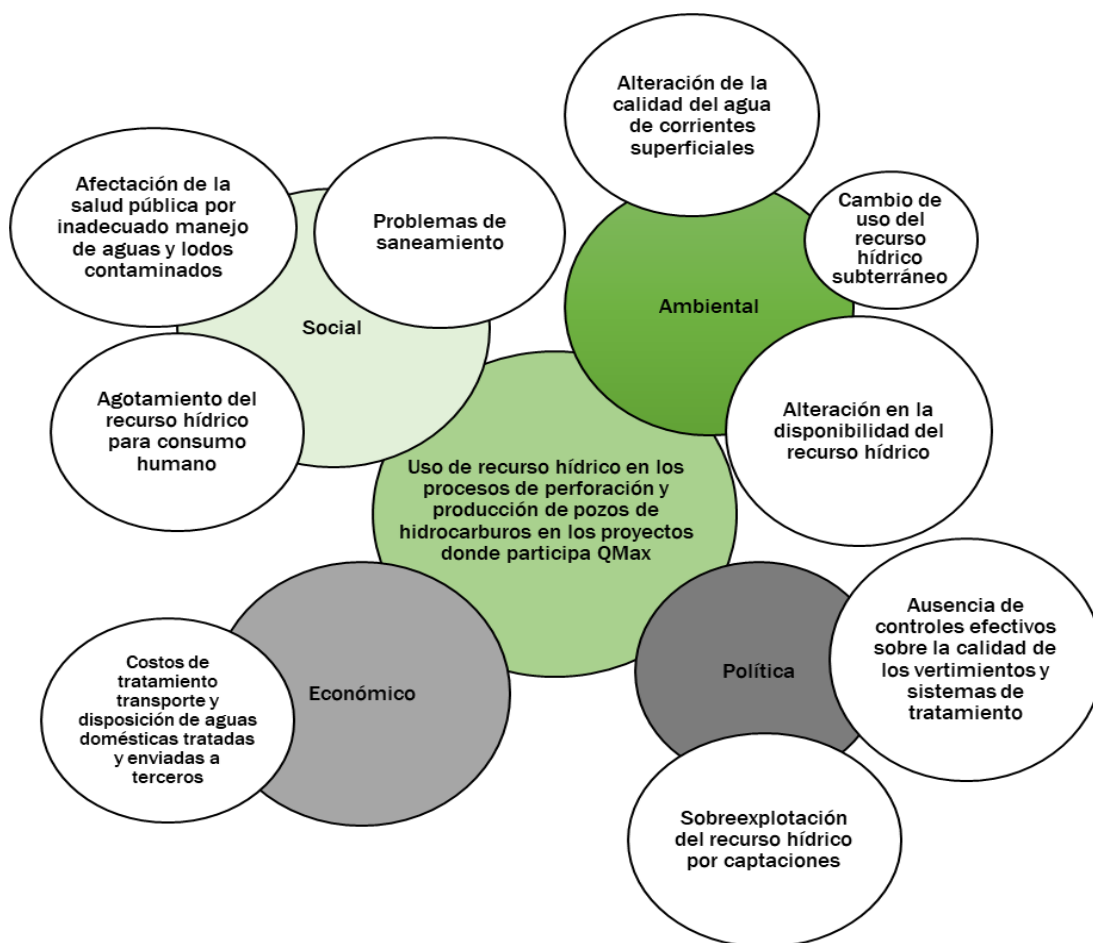 Alteración de la
calidad del agua
de corrientes
superficiales
Afectación de la
salud pública por
inadecuado manejo
de aguas y lodos
contaminados
Problemas de
saneamiento
Cambio de
uso del
recurso
hídrico
subterráneo
Social
Ambiental
Agotamiento del
recurso hídrico
para consumo
humano
Alteración en la
disponibilidad del
recurso hídrico
Uso de recurso hídrico en los
procesos de perforación y
producción de pozos de
hidrocarburos en los proyectos
donde participa QMax
Costos de
tratamiento
transporte y
disposición de aguas
domésticas tratadas
y enviadas a
terceros
Económico
Política
Ausencia de
controles efectivos
sobre la calidad de
los vertimientos y
sistemas de
tratamiento
Sobreexplotación
del recurso hídrico
por captaciones